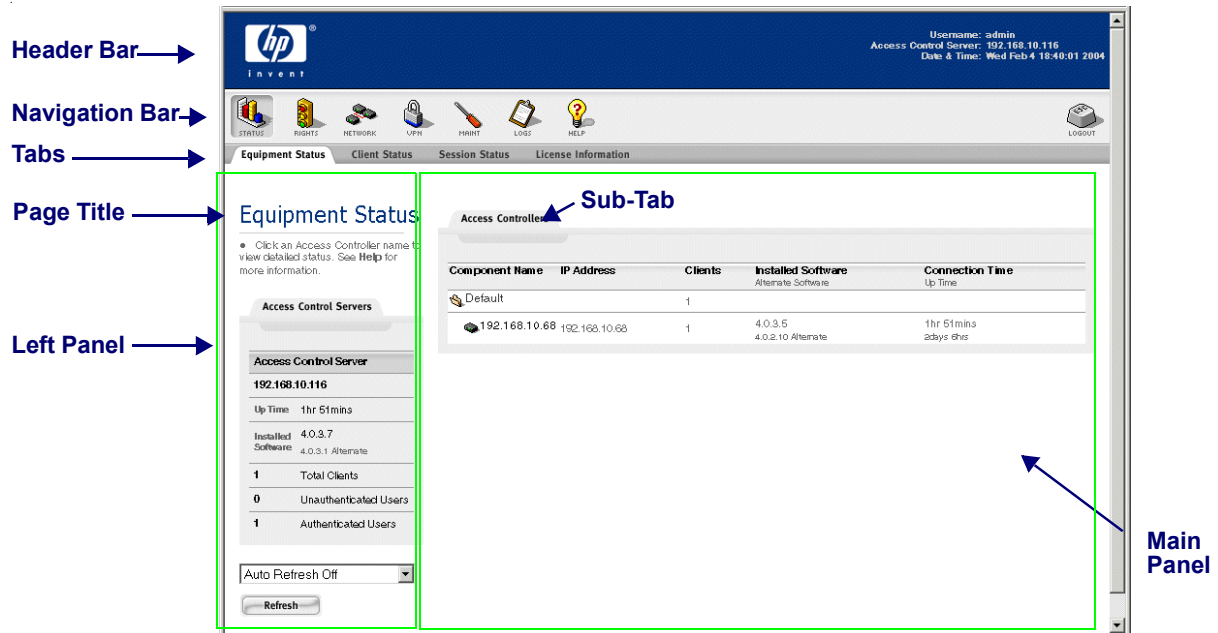 hp ®
invent
Username: admin
Access Control Server: 192.168.10.116
Date & Time: Wed Feb 4 18:40:01 2004
Header Bar
Navigation Bar
STATUS RIGHTS NETWORK VPN MAINT LOGS HELP LOGOUT
Tabs
Equipment Status Client Status Session Status License Information
Page Title
Equipment Status
• Click an Access Controller name to
view detailed status. See Help for
more information.
Sub-Tab
Access Controllers
Component Name IP Address Clients Installed Software Connection Time
Alternate Software Up Time
Default 1
192.168.10.68 192.168.10.68 1 4.0.3.5 1hr 51mins
4.0.2.10 Alternate 2days 6hrs
Left Panel
Access Control Servers
Access Control Server
192.168.10.116
Up Time 1hr 51mins
Installed Software 4.0.3.7
4.0.3.1 Alternate
1 Total Clients
0 Unauthenticated Users
1 Authenticated Users
Auto Refresh Off
Refresh
Main
Panel